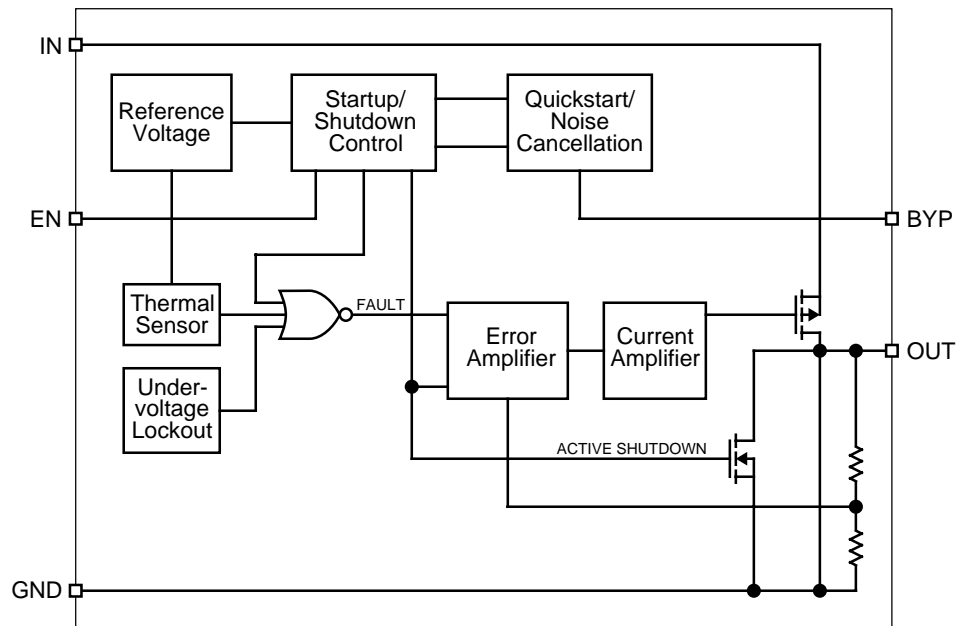 IN
Reference
Voltage
Startup/
Shutdown
Control
Quickstart/
Noise
Cancellation
EN
BYP
Thermal
Sensor
FAULT
Error
Amplifier
Current
Amplifier
OUT
Under-
voltage
Lockout
ACTIVE SHUTDOWN
GND